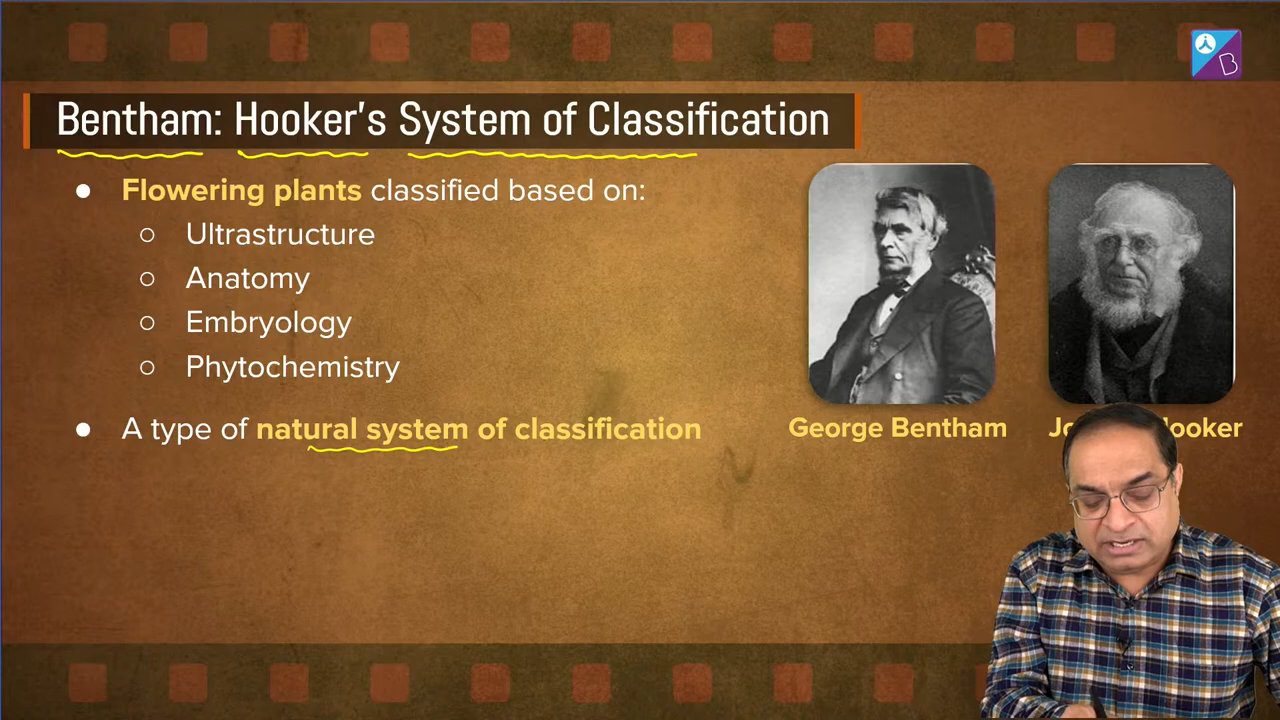 Bentham: Hooker's System of Classification
● Flowering plants classified based on:
○ Ultrastructure
○ Anatomy
○ Embryology
○ Phytochemistry
● A type of natural system of classification
George Bentham
Hooker
B